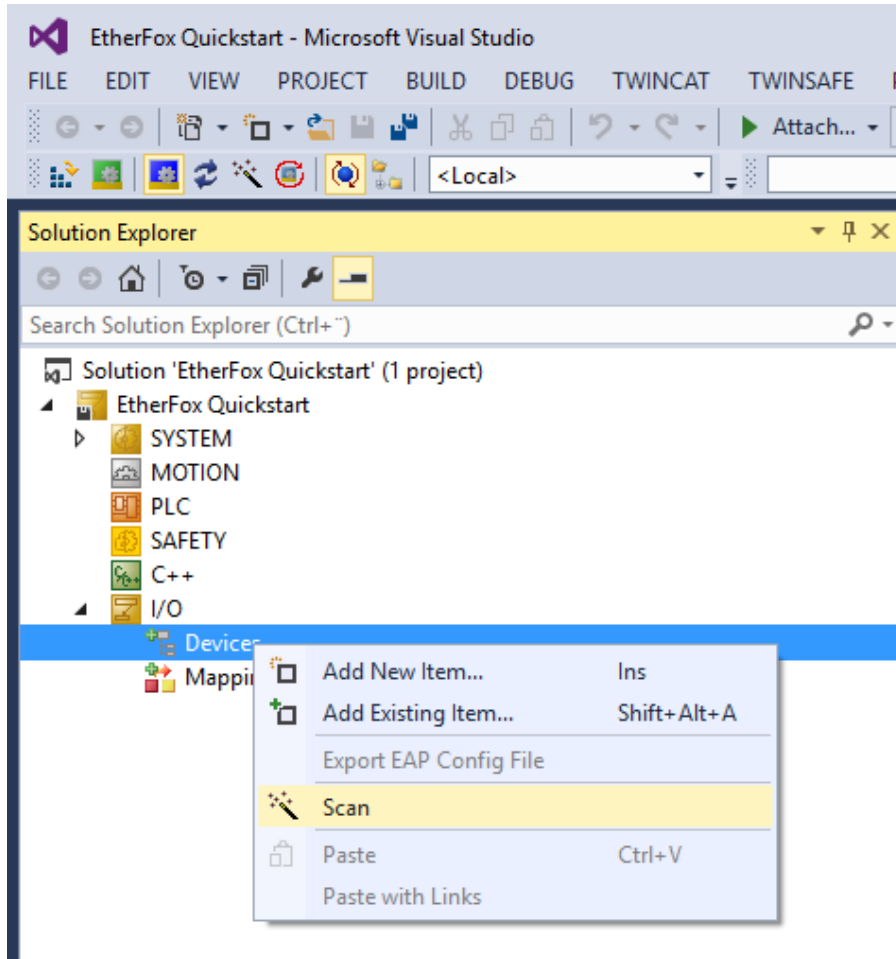 EtherFox Quickstart - Microsoft Visual Studio
FILE EDIT VIEW PROJECT BUILD DEBUG TWINCAT TWINSAFE
Attach...
<Local>
Solution Explorer
Search Solution Explorer (Ctrl+¨)
Solution 'EtherFox Quickstart' (1 project)
EtherFox Quickstart
SYSTEM
MOTION
PLC
SAFETY
C++
I/O
Devices
Mappi
Add New Item... Ins
Add Existing Item... Shift+Alt+A
Export EAP Config File
Scan
Paste Ctrl+V
Paste with Links